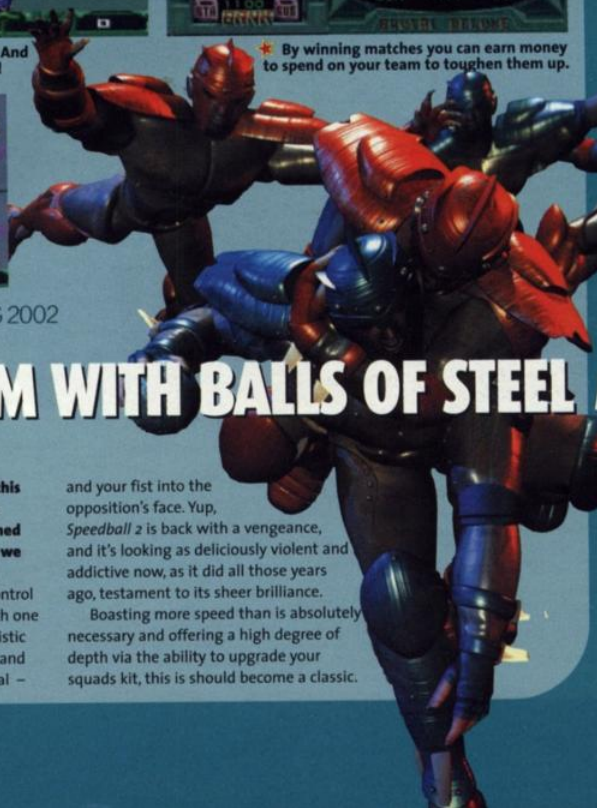 And
By winning matches you can earn money
to spend on your team to toughen them up.
2002
M WITH BALLS OF STEEL
his
ned
we
ntrol
h one
istic
and
al –
and your fist into the
opposition's face. Yup,
Speedball 2 is back with a vengeance,
and it's looking as deliciously violent and
addictive now, as it did all those years
ago, testament to its sheer brilliance.
Boasting more speed than is absolutely
necessary and offering a high degree of
depth via the ability to upgrade your
squads kit, this is should become a classic.